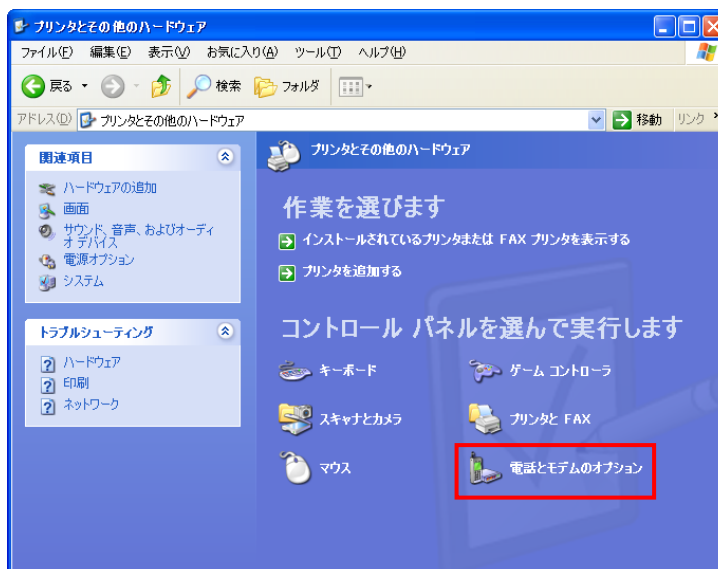 プリンタとその他のハードウェア
ファイル(F) 編集(E) 表示(V) お気に入り(A) ツール(T) ヘルプ(H)
戻る 検索 フォルダ
アドレス(D) プリンタとその他のハードウェア 移動 リンク »
関連項目
ハードウェアの追加
画面
サウンド、音声、およびオーディ
オ デバイス
電源オプション
システム
トラブルシューティング
ハードウェア
印刷
ネットワーク
プリンタとその他のハードウェア
作業を選びます
インストールされているプリンタまたは FAX プリンタを表示する
プリンタを追加する
コントロール パネルを選んで実行します
キーボード ゲーム コントローラ
スキャナとカメラ プリンタと FAX
マウス 電話とモデムのオプション